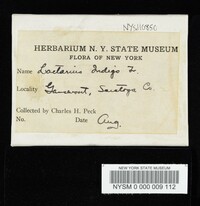 NYSf0850
HERBARIUM N. Y. STATE MUSEUM
FLORA OF NEW YORK
Name Lactarius Indigo
Locality Gansevoort, Saratoga Co.
Collected by Charles H. Peck
No. Date Aug.
NEW YORK STATE MUSEUM
NYSM 0 000 009 112